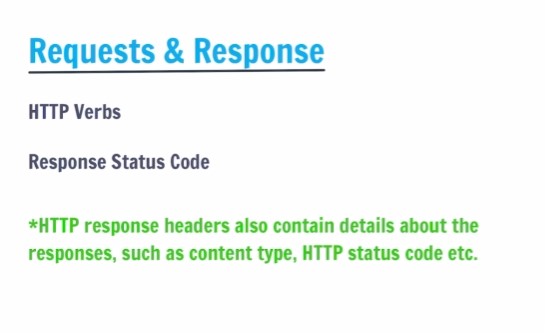 Requests & Response
HTTP Verbs
Response Status Code
*HTTP response headers also contain details about the
responses, such as content type, HTTP status code etc.